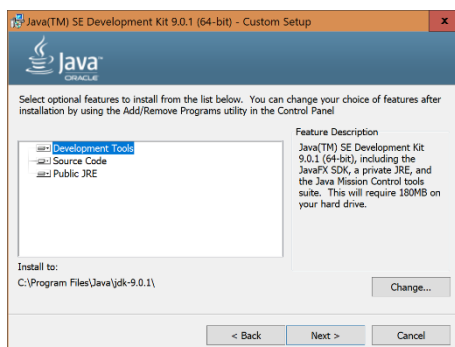 Java(TM) SE Development Kit 9.0.1 (64-bit) - Custom Setup
x
Java
ORACLE
Select optional features to install from the list below. You can change your choice of features after
installation by using the Add/Remove Programs utility in the Control Panel
Development Tools
Source Code
Public JRE
Feature Description
Java(TM) SE Development Kit
9.0.1 (64-bit), including the
JavaFX SDK, a private JRE, and
the Java Mission Control tools
suite. This will require 180MB on
your hard drive.
Install to:
C:\Program Files\Java\jdk-9.0.1\
Change...
< Back
Next >
Cancel